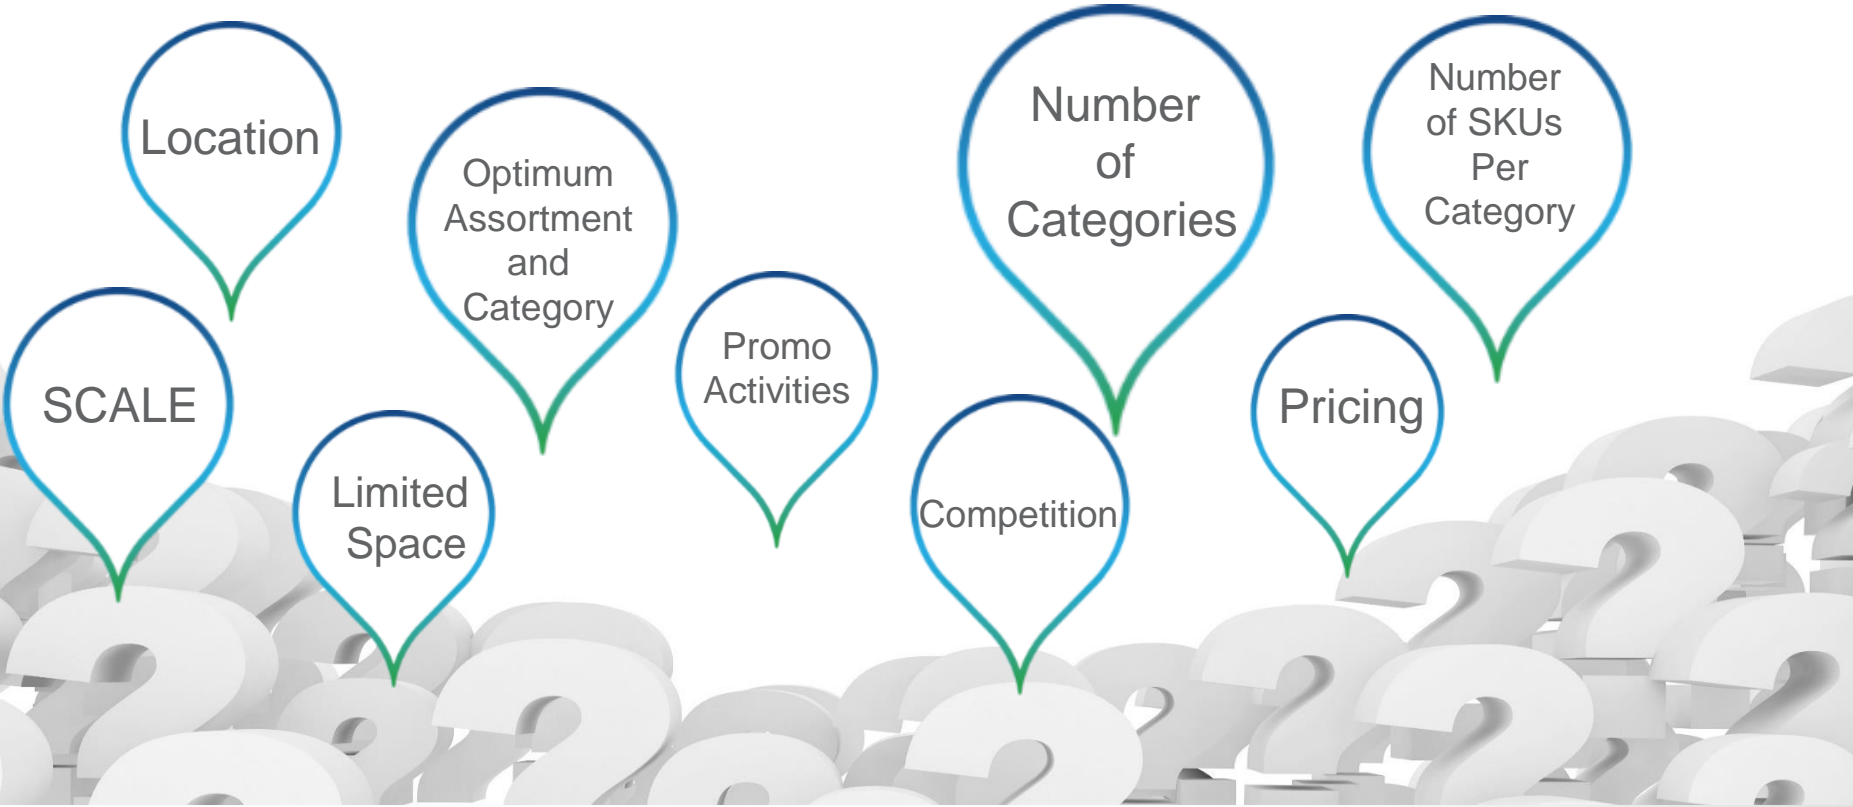 Location
Optimum
Assortment
and
Category
Number
of
Categories
Number
of SKUs
Per
Category
SCALE
Limited
Space
Promo
Activities
Competition
Pricing